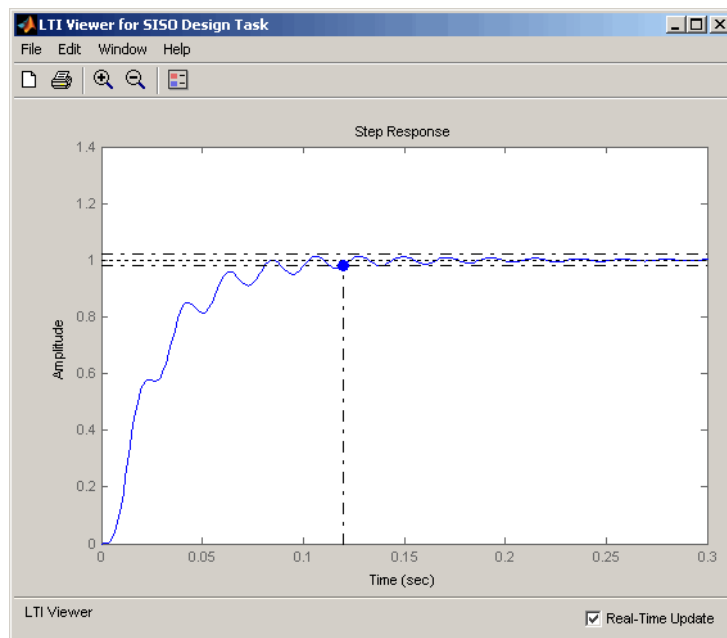 LTI Viewer for SISO Design Task
File Edit Window Help
Step Response
1.4
1.2
1
0.8
0.6
0.4
0.2
0
Amplitude
0 0.05 0.1 0.15 0.2 0.25 0.3
Time (sec)
LTI Viewer
Real-Time Update